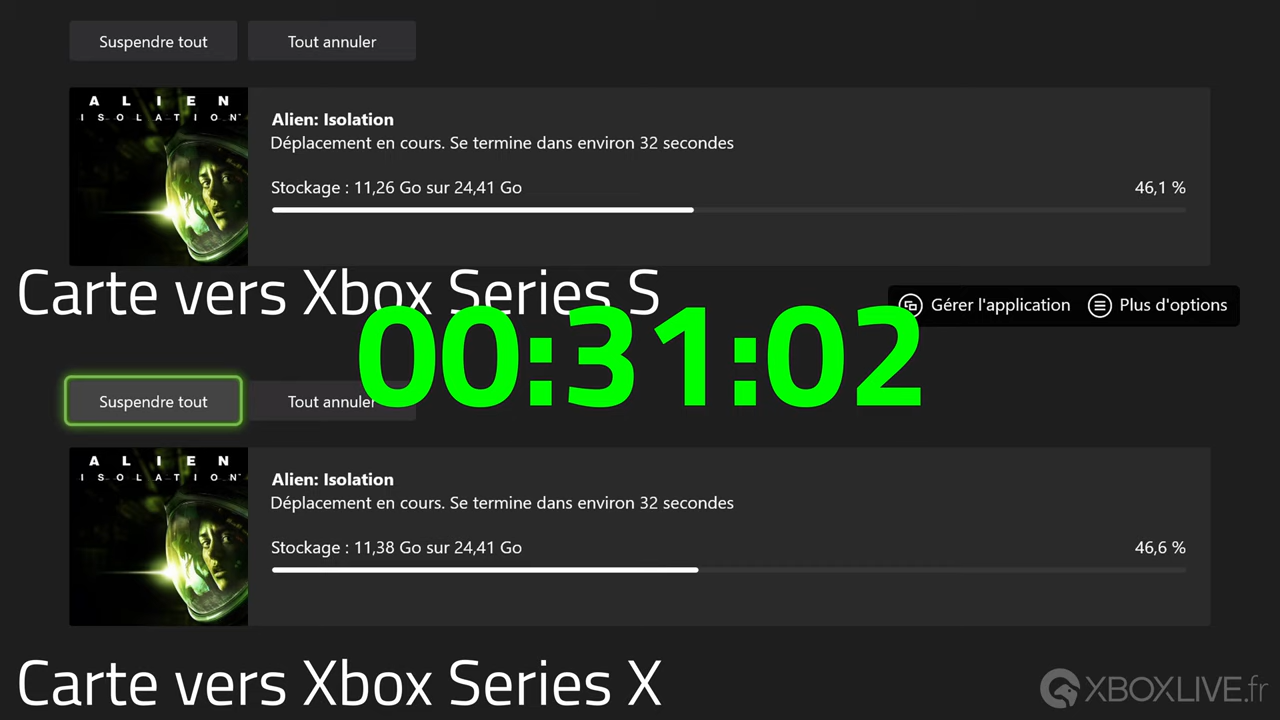 Suspendre tout
Tout annuler
ALIEN
ISOLATION™
Alien: Isolation
Déplacement en cours. Se termine dans environ 32 secondes
Stockage : 11,26 Go sur 24,41 Go
46,1 %
Carte vers Xbox Series S
Gérer l'application
Plus d'options
00:31:02
Suspendre tout
Tout annuler
ALIEN
ISOLATION™
Alien: Isolation
Déplacement en cours. Se termine dans environ 32 secondes
Stockage : 11,38 Go sur 24,41 Go
46,6 %
Carte vers Xbox Series X
XBOXLIVE.fr